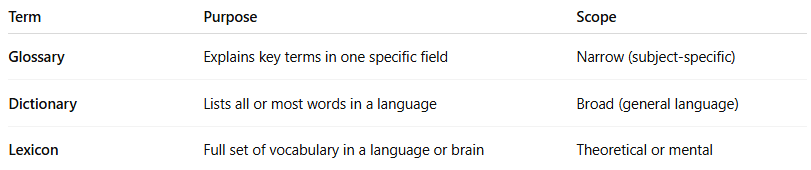 Term Purpose Scope
Glossary Explains key terms in one specific field Narrow (subject-specific)
Dictionary Lists all or most words in a language Broad (general language)
Lexicon Full set of vocabulary in a language or brain Theoretical or mental